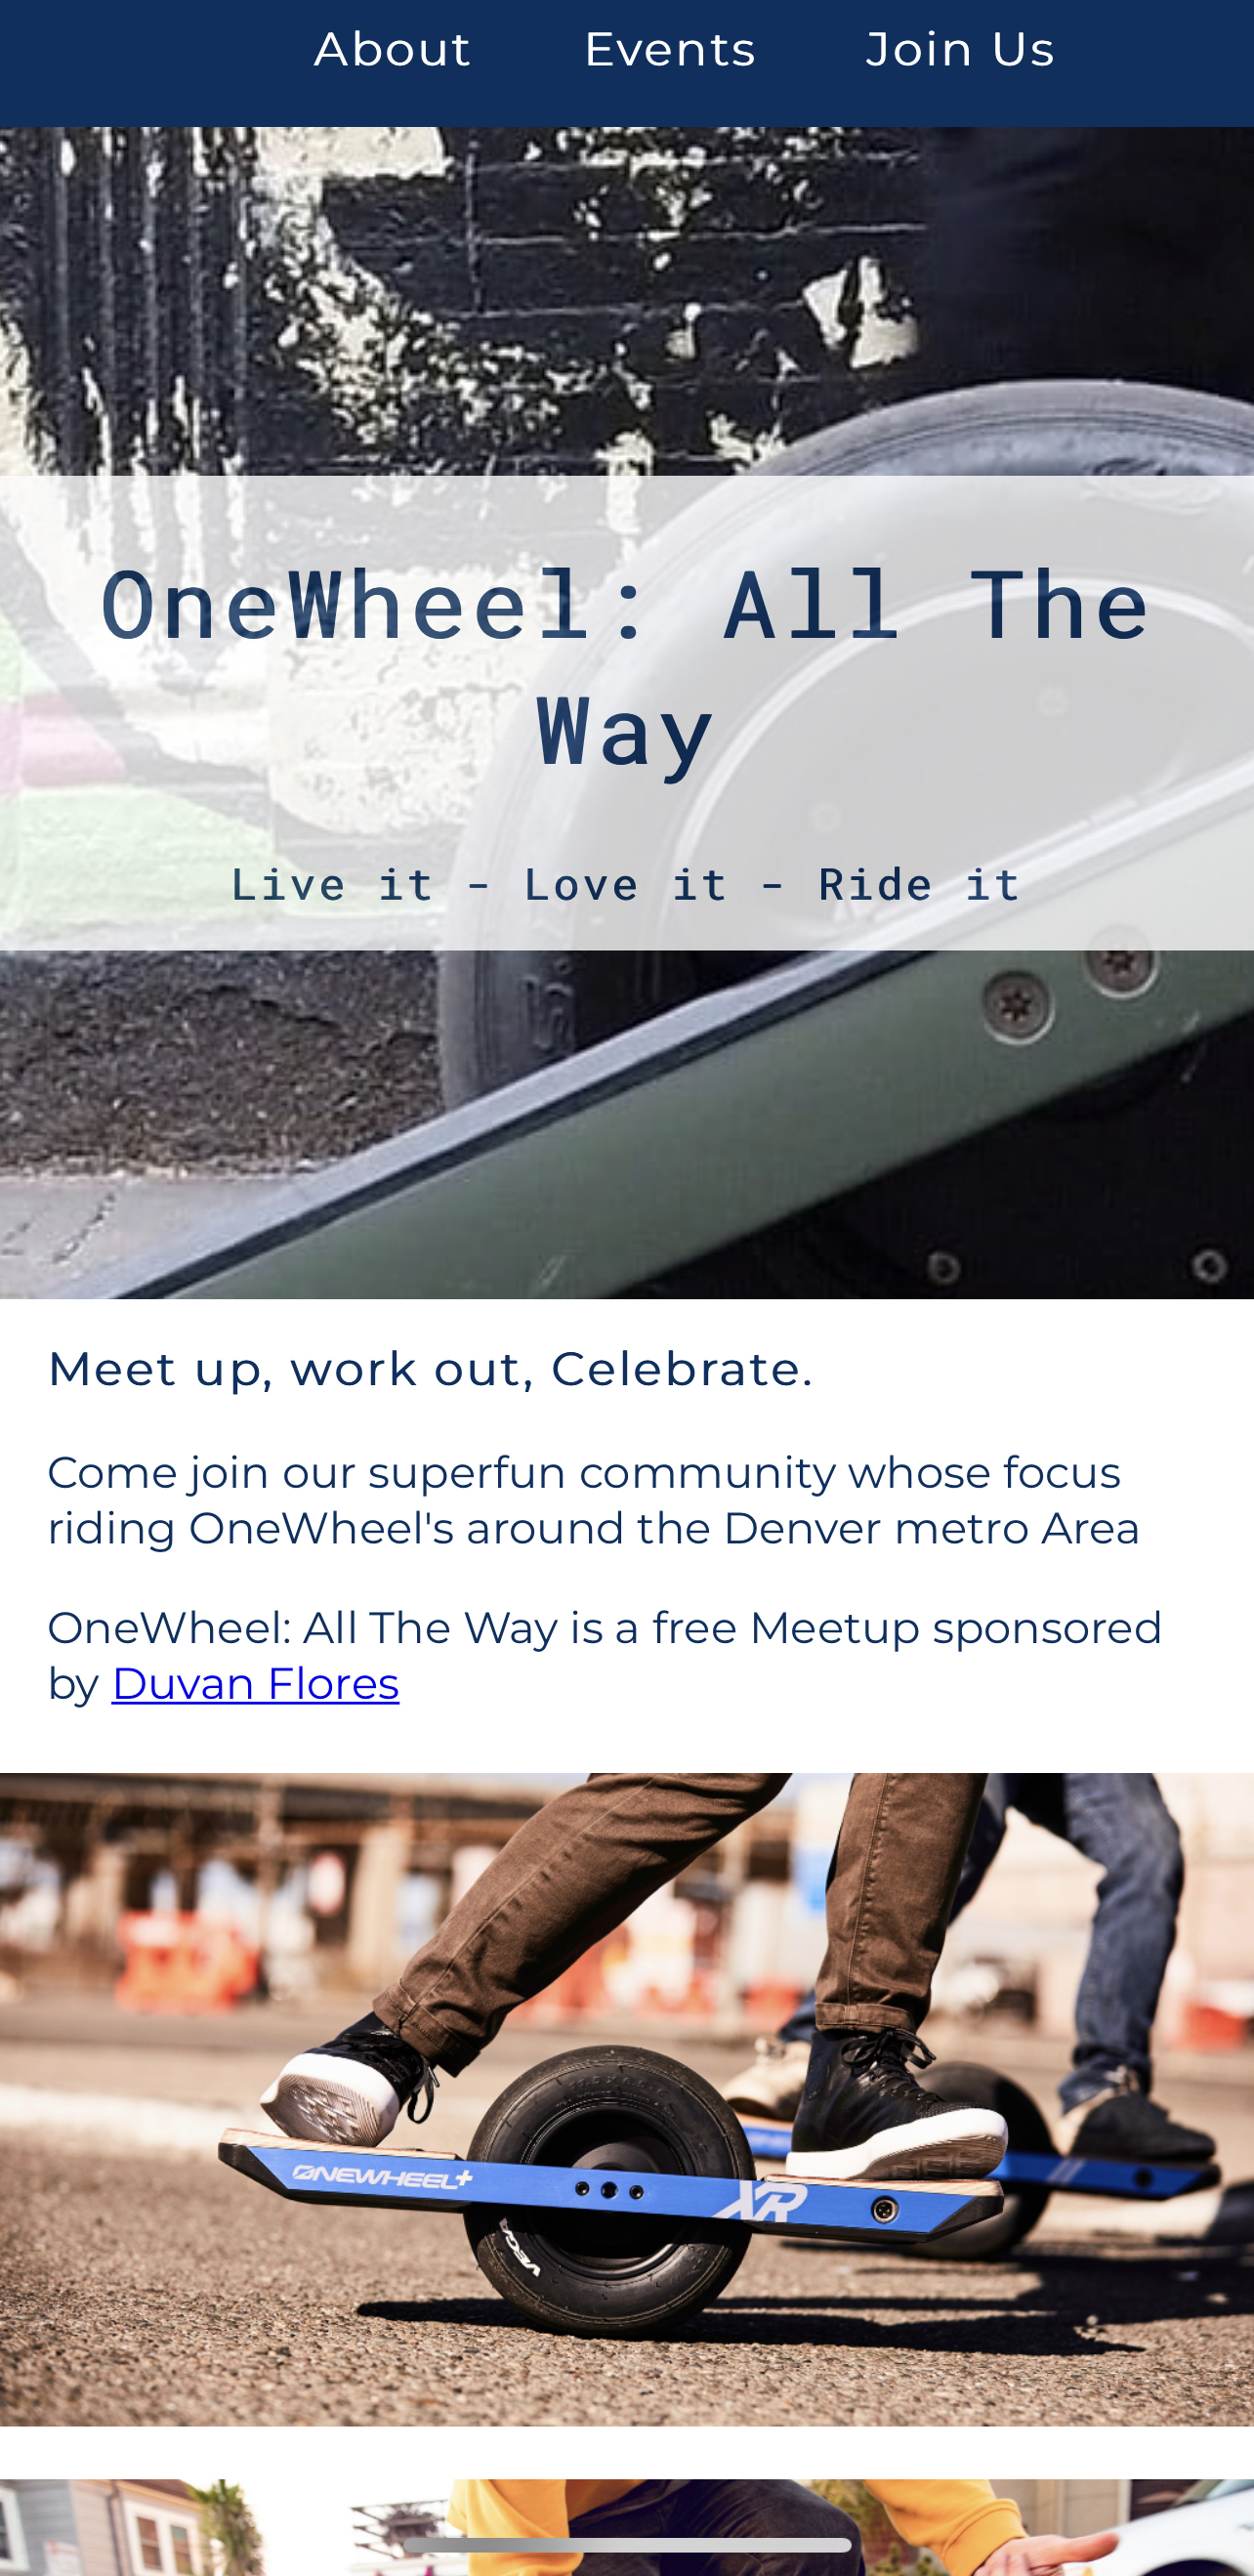 About Events Join Us
OneWheel: All The
Way
Live it - Love it - Ride it
Meet up, work out, Celebrate.
Come join our superfun community whose focus
riding OneWheel's around the Denver metro Area
OneWheel: All The Way is a free Meetup sponsored
by Duvan Flores
ONEWHEEL+
XR
VEGA